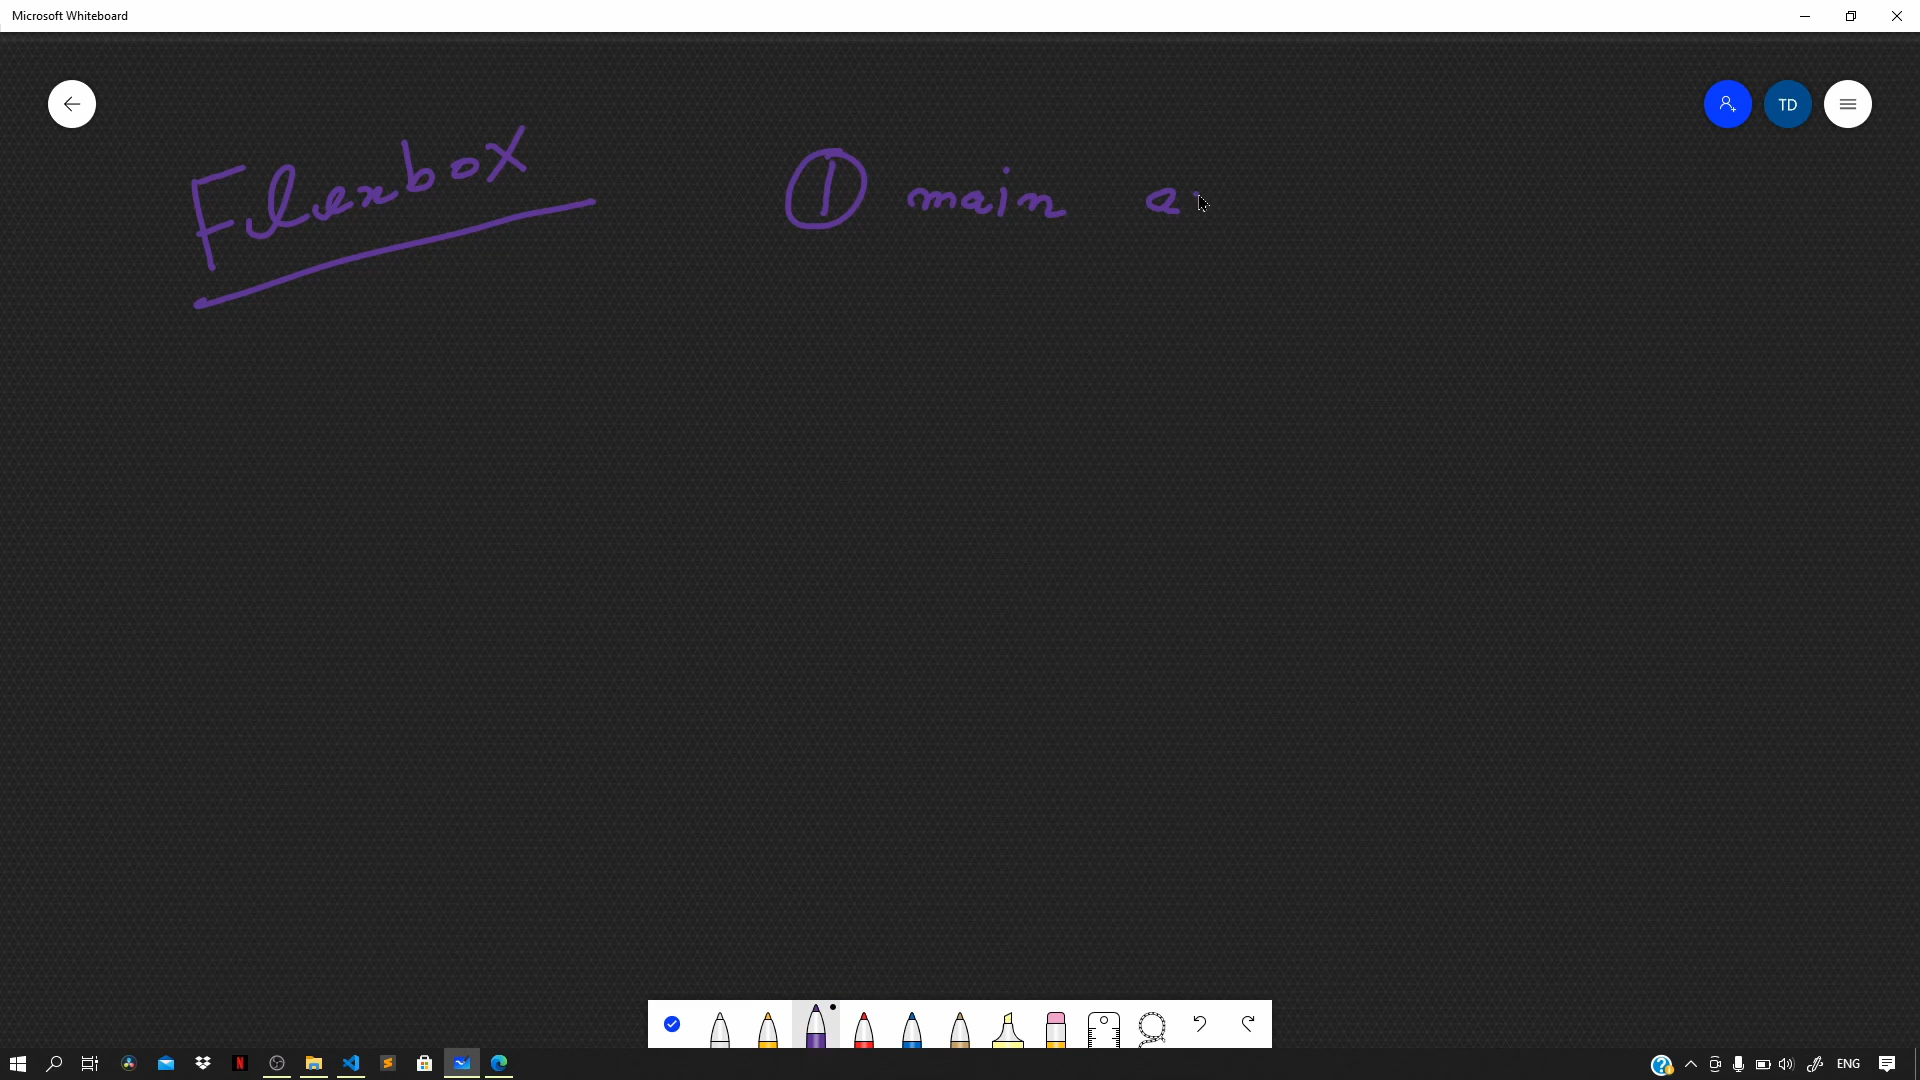 Microsoft Whiteboard
TD
Flexbox
① main a
ENG